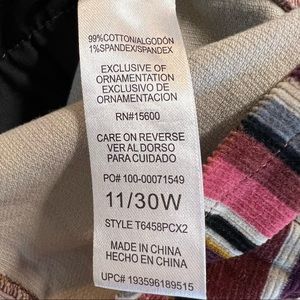 99%COTTON/ALGODÓN
1%SPANDEX/SPANDEX
EXCLUSIVE OF
ORNAMENTATION
EXCLUSIVO DE
ORNAMENTACION
RN#15600
CARE ON REVERSE
VER AL DORSO
PARA CUIDADO
PO# 100-00071549
11/30W
STYLE T6458PCX2
MADE IN CHINA
HECHO EN CHINA
UPC# 193596189515